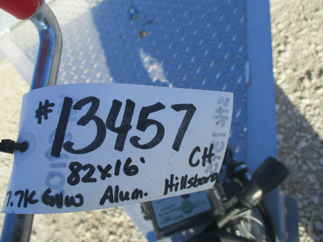 # 13457
82x16' CH
7.7K GVW Alum. Hillsboro